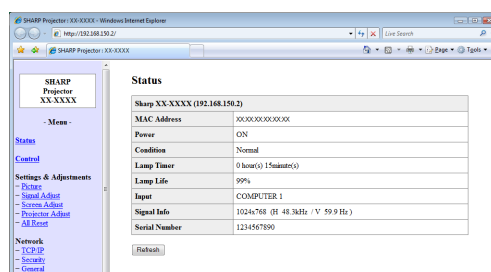 SHARP Projector : XX-XXXX - Windows Internet Explorer
http://192.168.150.2/
Live Search
SHARP Projector : XX-XXXX
Page
Tools
SHARP
Projector
XX-XXXX
- Menu -
Status
Control
Settings & Adjustments
- Picture
- Signal Adjust
- Screen Adjust
- Projector Adjust
- All Reset
Network
- TCP/IP
- Security
- General
Status
Sharp XX-XXXX (192.168.150.2)
MAC Address XX:XX:XX:XX:XX:XX
Power ON
Condition Normal
Lamp Timer 0 hour(s) 15minute(s)
Lamp Life 99%
Input COMPUTER 1
Signal Info 1024x768 (H 48.3kHz / V 59.9 Hz )
Serial Number 1234567890
Refresh